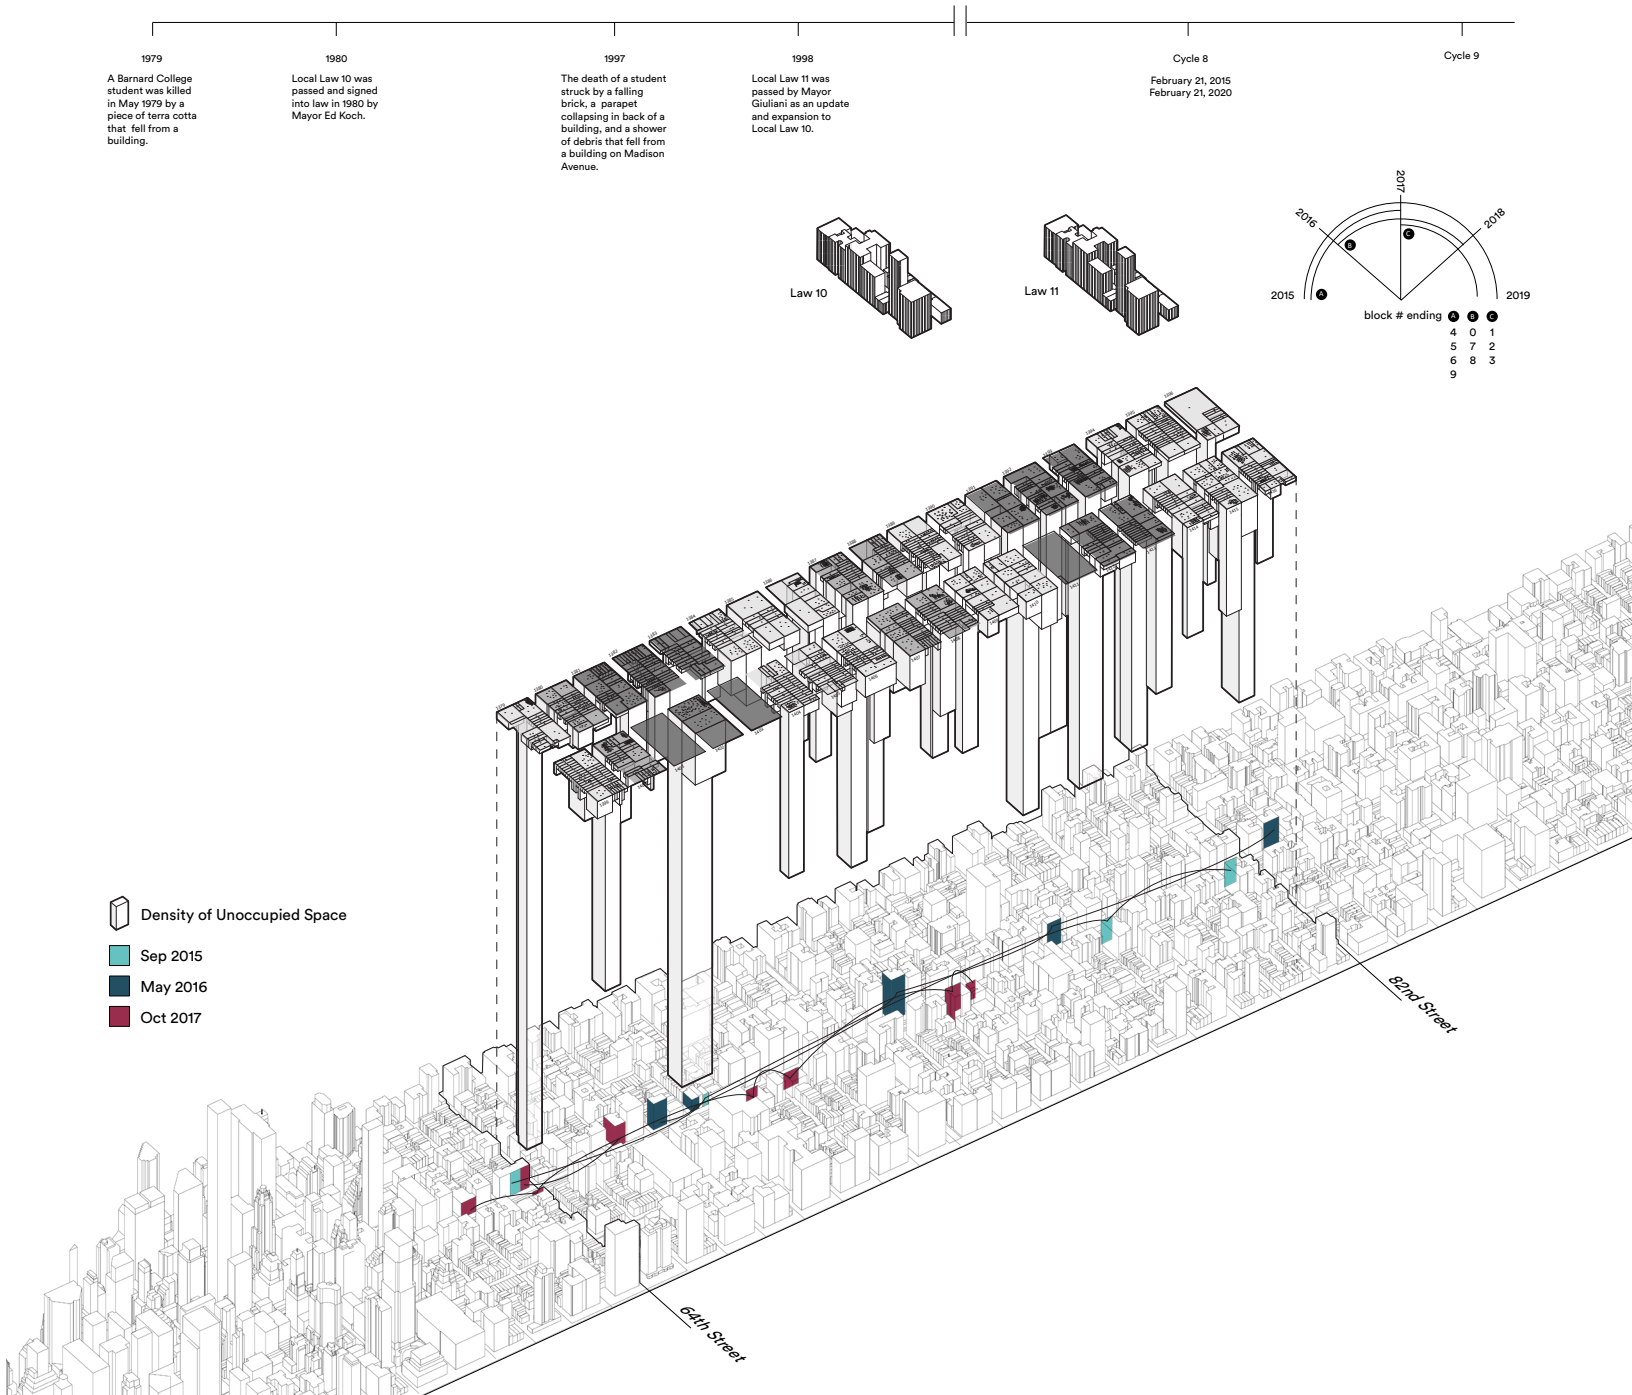 1979
A Barnard College
student was killed
in May 1979 by a
piece of terra cotta
that fell from a
building.
1980
Local Law 10 was
passed and signed
into law in 1980 by
Mayor Ed Koch.
1997
The death of a student
struck by a falling
brick, a parapet
collapsing in back of a
building, and a shower
of debris that fell from
a building on Madison
Avenue.
1998
Local Law 11 was
passed by Mayor
Giuliani as an update
and expansion to
Local Law 10.
Cycle 8
February 21, 2015
February 21, 2020
Cycle 9
Law 10
Law 11
2015
2016
2017
2018
2019
A
B
C
block # ending A B C
4 0 1
5 7 2
6 8 3
9
Density of Unoccupied Space
Sep 2015
May 2016
Oct 2017
82nd Street
64th Street